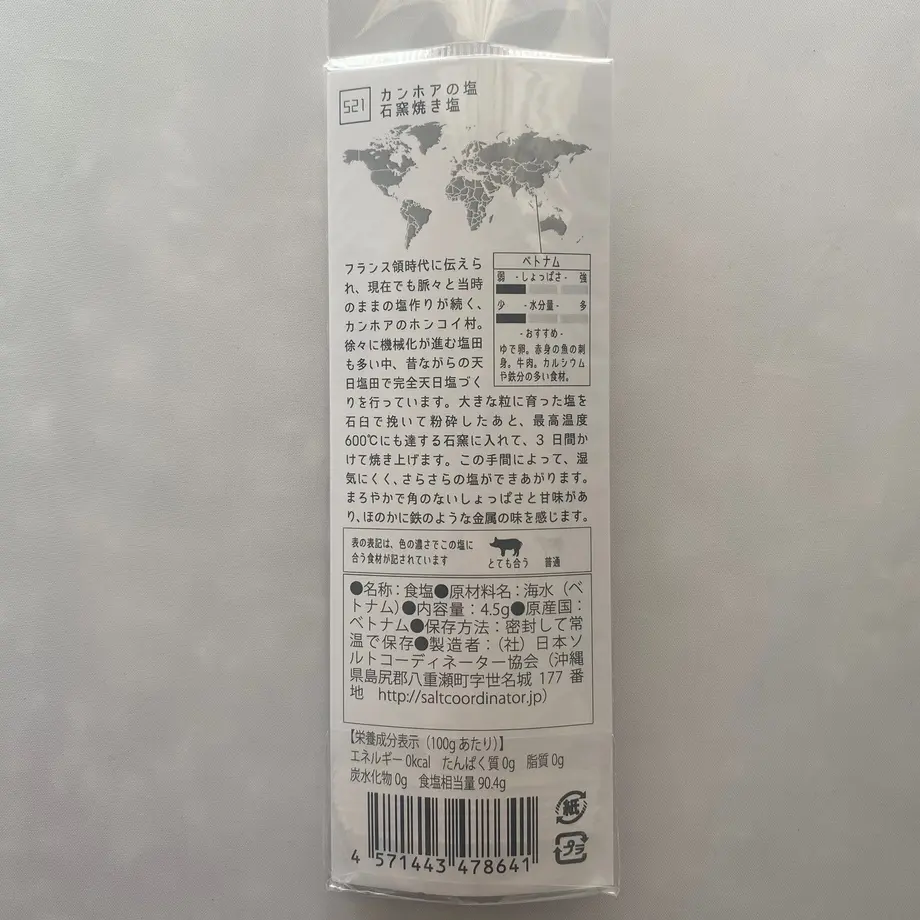 521
カンホアの塩
石窯焼き塩
ベトナム
弱 -しょっぱさ- 強
少 -水分量- 多
-おすすめ-
ゆで卵。赤身の魚の刺
身。牛肉。カルシウム
や鉄分の多い食材。
フランス領時代に伝えら
れ、現在でも脈々と当時
のままの塩作りが続く、
カンホアのホンコイ村。
徐々に機械化が進む塩田
も多い中、昔ながらの天
日塩田で完全天日塩づく
りを行っています。大きな粒に育った塩を
石臼で挽いて粉砕したあと、最高温度
600℃にも達する石窯に入れて、3 日間か
けて焼き上げます。この手間によって、湿
気にくく、さらさらの塩ができあがります。
まろやかで角のないしょっぱさと甘味があ
り、ほのかに鉄のような金属の味を感じます。
表の表記は、色の濃さでこの塩に
合う食材が記されています
とても合う 普通
●名称：食塩●原材料名：海水（ベ
トナム）●内容量：4.5g●原産国：
ベトナム●保存方法：密封して常
温で保存●製造者：（社）日本ソ
ルトコーディネーター協会（沖縄
県島尻郡八重瀬町字世名城 177 番
地 http://saltcoordinator.jp）
【栄養成分表示（100gあたり）】
エネルギー 0kcal たんぱく質 0g 脂質 0g
炭水化物 0g 食塩相当量 90.4g
4 571443 478641
紙
プラ